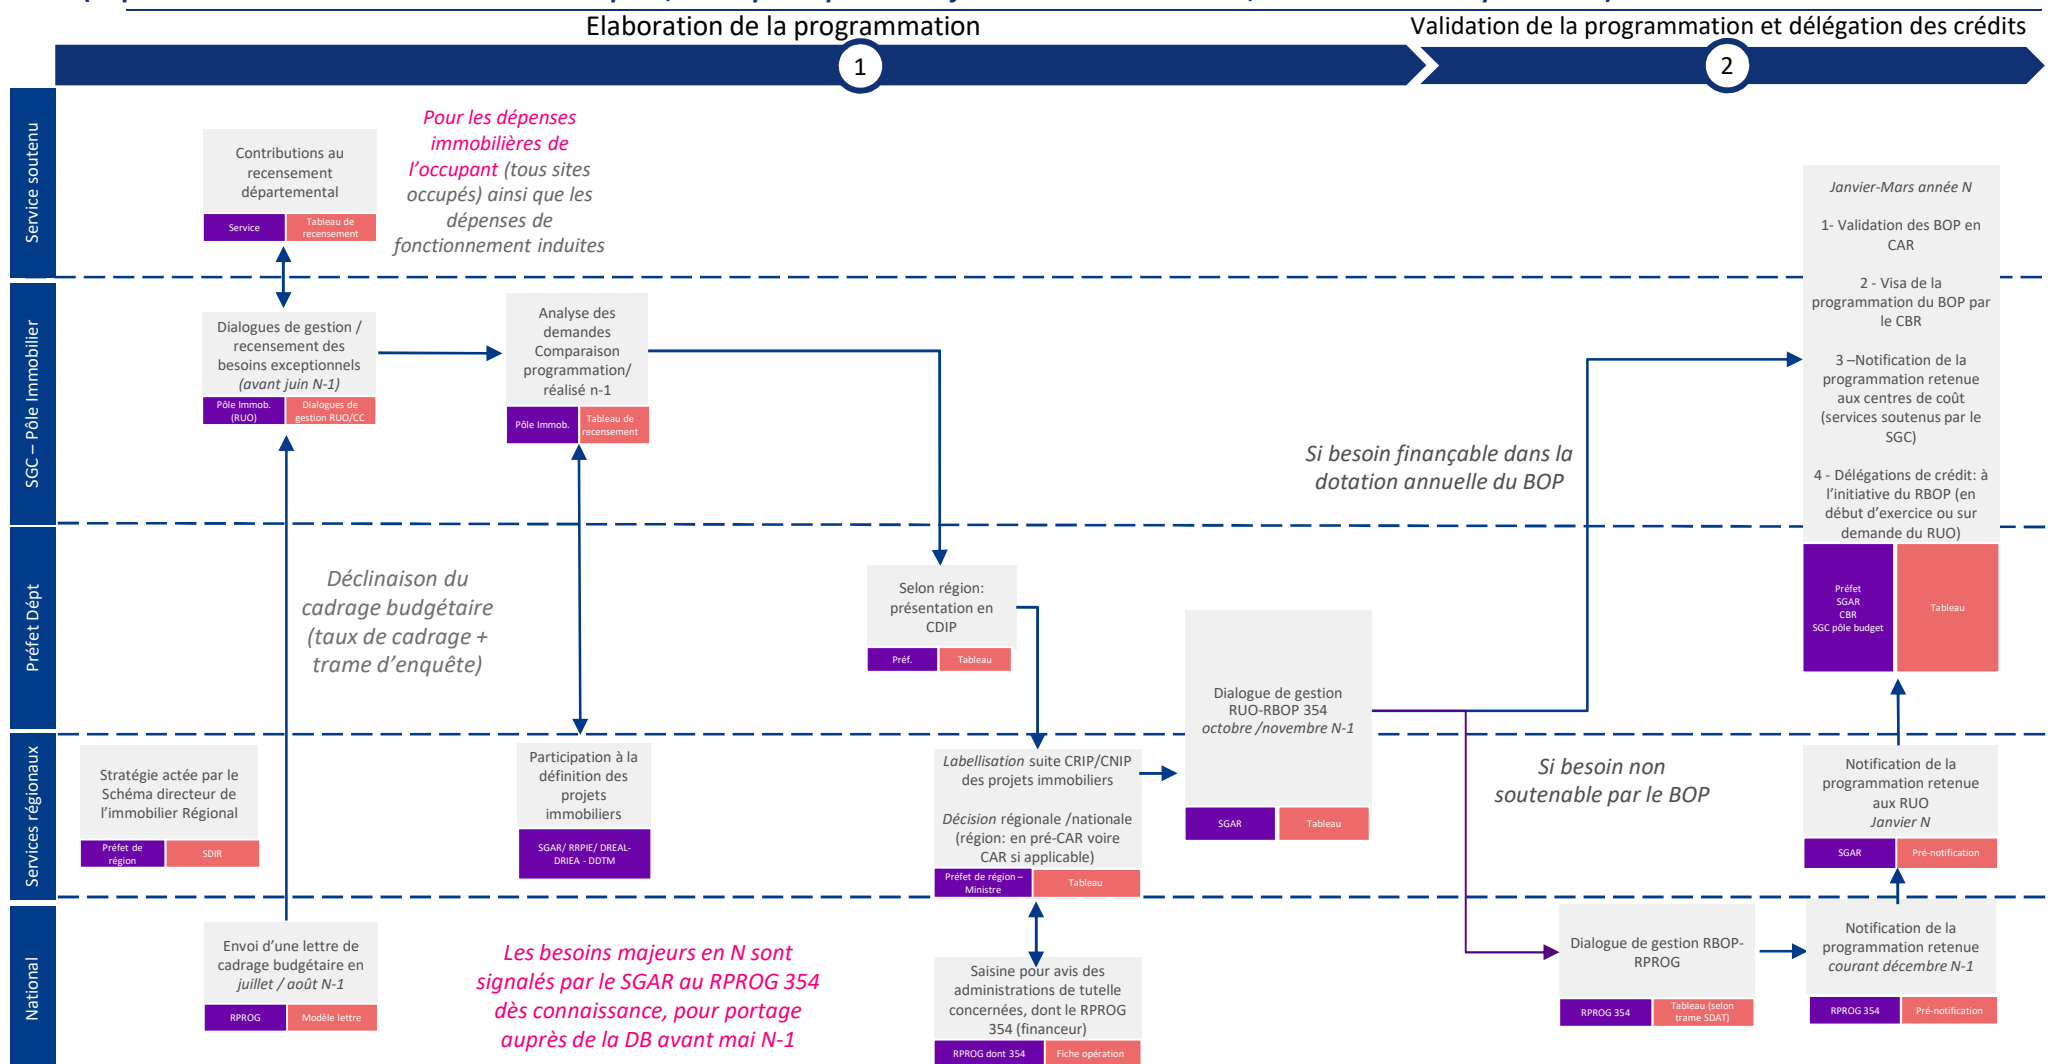 Elaboration de la programmation
Validation de la programmation et délégation des crédits
1
2
Service soutenu
Contributions au
recensement
départemental
Service
Tableau de
recensement
Pour les dépenses
immobilières de
l’occupant (tous sites
occupés) ainsi que les
dépenses de
fonctionnement induites
Janvier-Mars année N
1- Validation des BOP en
CAR
2 - Visa de la
programmation du BOP par
le CBR
3 –Notification de la
programmation retenue
aux centres de coût
(services soutenus par le
SGC)
4 - Délégations de crédit: à
l’initiative du RBOP (en
début d’exercice ou sur
demande du RUO)
Préfet
SGAR
CBR
SGC pôle budget
Tableau
SGC – Pôle Immobilier
Dialogues de gestion /
recensement des
besoins exceptionnels
(avant juin N-1)
Pôle Immob.
(RUO)
Dialogues de
gestion RUO/CC
Analyse des
demandes
Comparaison
programmation/
réalisé n-1
Pôle Immob.
Tableau de
recensement
Si besoin finançable dans la
dotation annuelle du BOP
Préfet Dépt
Déclinaison du
cadrage budgétaire
(taux de cadrage +
trame d’enquête)
Selon région:
présentation en
CDIP
Préf.
Tableau
Dialogue de gestion
RUO-RBOP 354
octobre /novembre N-1
SGAR
Tableau
Services régionaux
Stratégie actée par le
Schéma directeur de
l’immobilier Régional
Préfet de
région
SDIR
Participation à la
définition des
projets
immobiliers
SGAR/ RRPIE/ DREAL-
DRIEA - DDTM
Labellisation suite CRIP/CNIP
des projets immobiliers
Décision régionale /nationale
(région: en pré-CAR voire
CAR si applicable)
Préfet de région –
Ministre
Tableau
Si besoin non
soutenable par le BOP
Notification de la
programmation retenue
aux RUO
Janvier N
SGAR
Pré-notification
National
Envoi d’une lettre de
cadrage budgétaire en
juillet / août N-1
RPROG
Modèle lettre
Les besoins majeurs en N sont
signalés par le SGAR au RPROG 354
dès connaissance, pour portage
auprès de la DB avant mai N-1
Saisine pour avis des
administrations de tutelle
concernées, dont le RPROG
354 (financeur)
RPROG dont 354
Fiche opération
Dialogue de gestion RBOP-
RPROG
RPROG 354
Tableau (selon
trame SDAT)
Notification de la
programmation retenue
courant décembre N-1
RPROG 354
Pré-notification